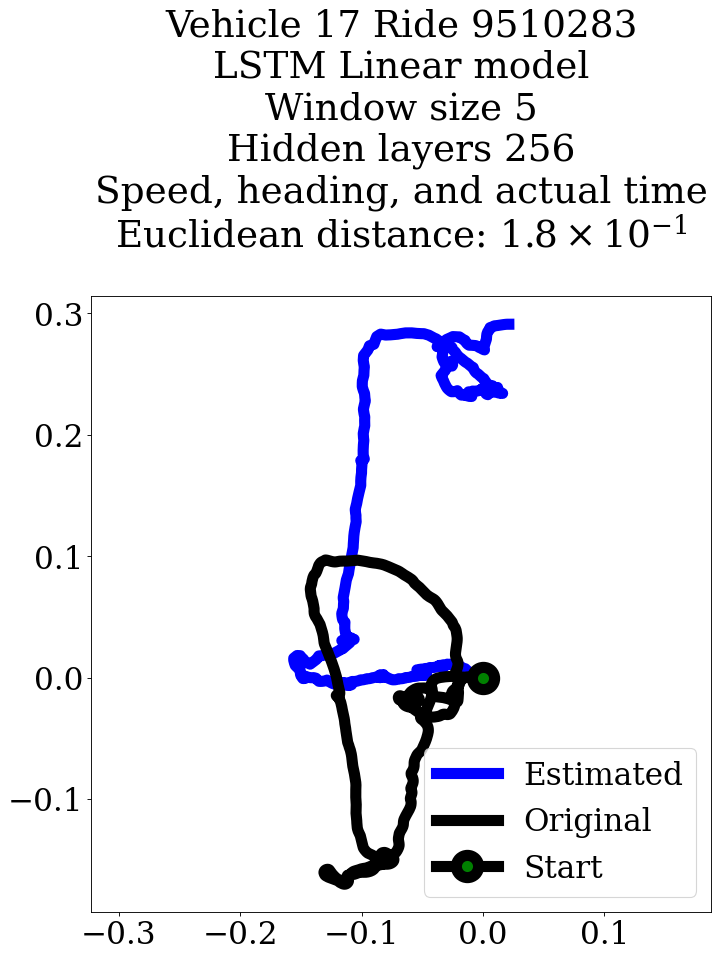 Vehicle 17 Ride 9510283
LSTM Linear model
Window size 5
Hidden layers 256
Speed, heading, and actual time
Euclidean distance: 1.8 × 10⁻¹
0.3
0.2
0.1
0.0
−0.1
Estimated
Original
Start
−0.3 −0.2 −0.1 0.0 0.1